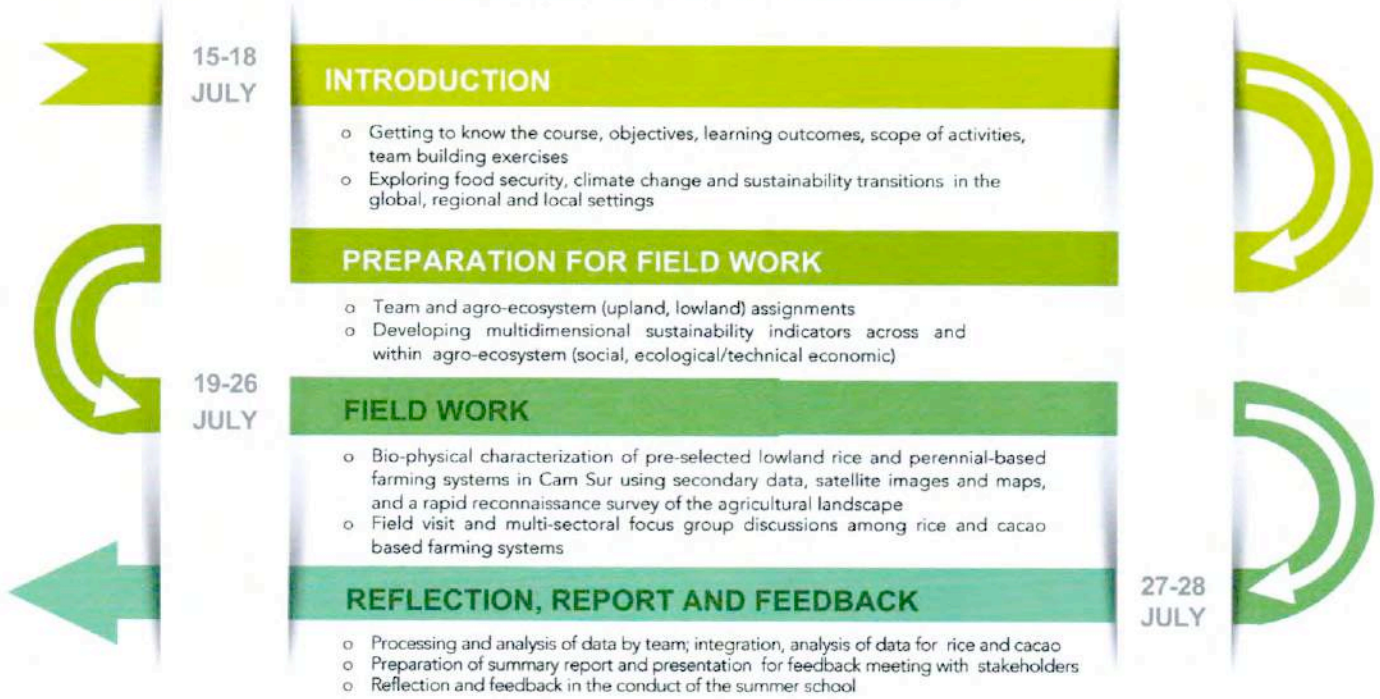 15-18
JULY
INTRODUCTION
o Getting to know the course, objectives, learning outcomes, scope of activities,
team building exercises
o Exploring food security, climate change and sustainability transitions in the
global, regional and local settings
PREPARATION FOR FIELD WORK
o Team and agro-ecosystem (upland, lowland) assignments
o Developing multidimensional sustainability indicators across and
within agro-ecosystem (social, ecological/technical economic)
19-26
JULY
FIELD WORK
o Bio-physical characterization of pre-selected lowland rice and perennial-based
farming systems in Cam Sur using secondary data, satellite images and maps,
and a rapid reconnaissance survey of the agricultural landscape
o Field visit and multi-sectoral focus group discussions among rice and cacao
based farming systems
27-28
JULY
REFLECTION, REPORT AND FEEDBACK
o Processing and analysis of data by team; integration, analysis of data for rice and cacao
o Preparation of summary report and presentation for feedback meeting with stakeholders
o Reflection and feedback in the conduct of the summer school